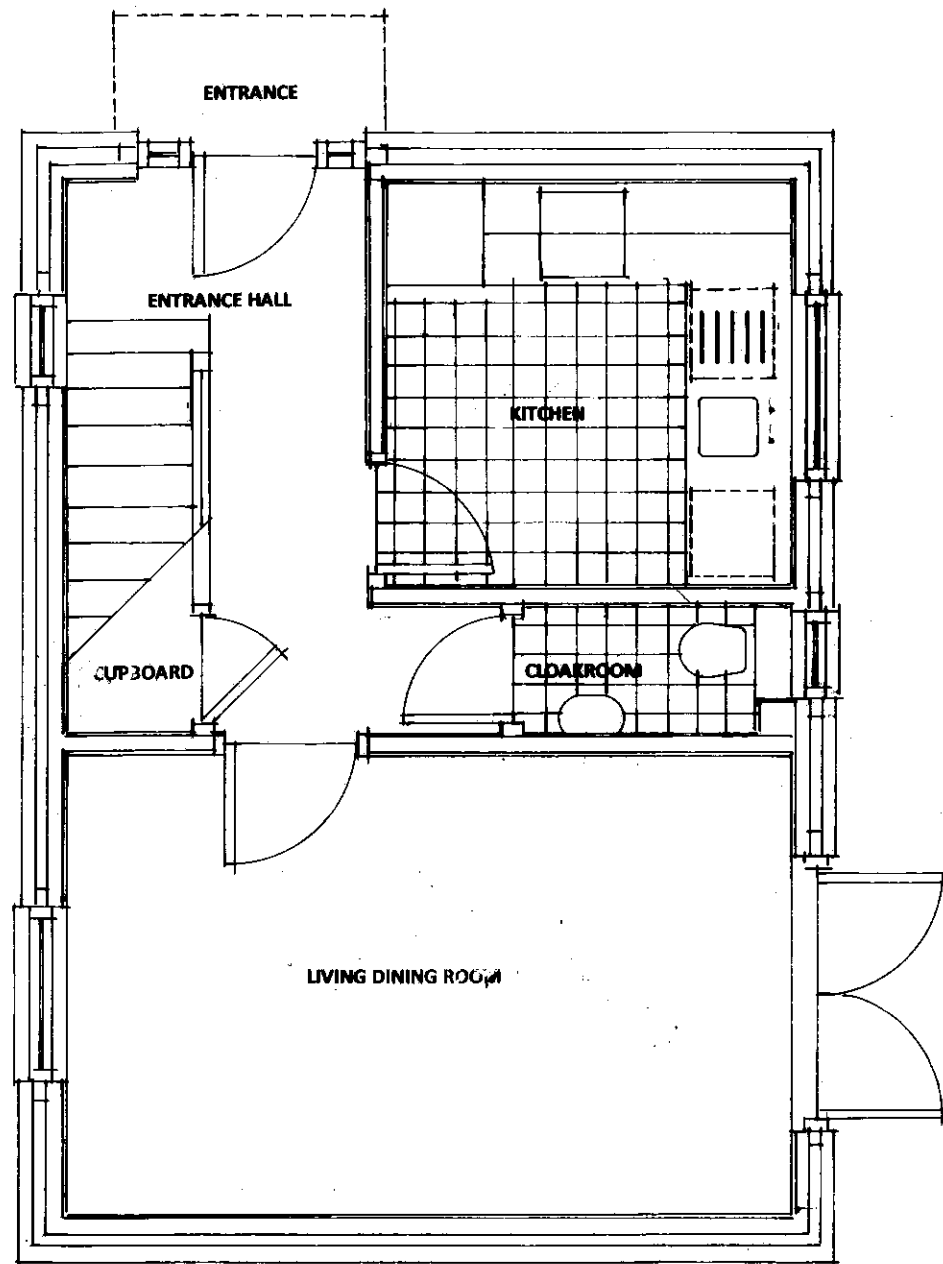 ENTRANCE
ENTRANCE HALL
KITCHEN
CUPBOARD
CLOAKROOM
LIVING DINING ROOM